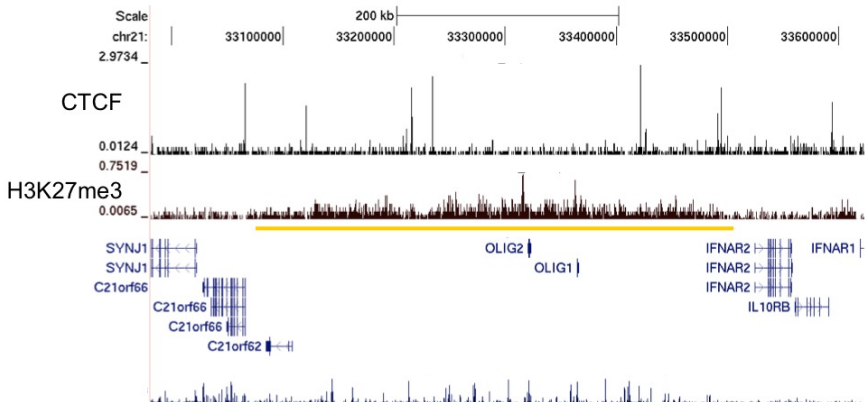 Scale 200 kb
chr21: 33100000 33200000 33300000 33400000 33500000 33600000
2.9734
CTCF
0.0124
0.7519
H3K27me3
0.0065
SYNJ1 OLIG2 IFNAR2 IFNAR1
SYNJ1 OLIG1 IFNAR2
C21orf66 IFNAR2
C21orf66 IL10RB
C21orf66
C21orf62